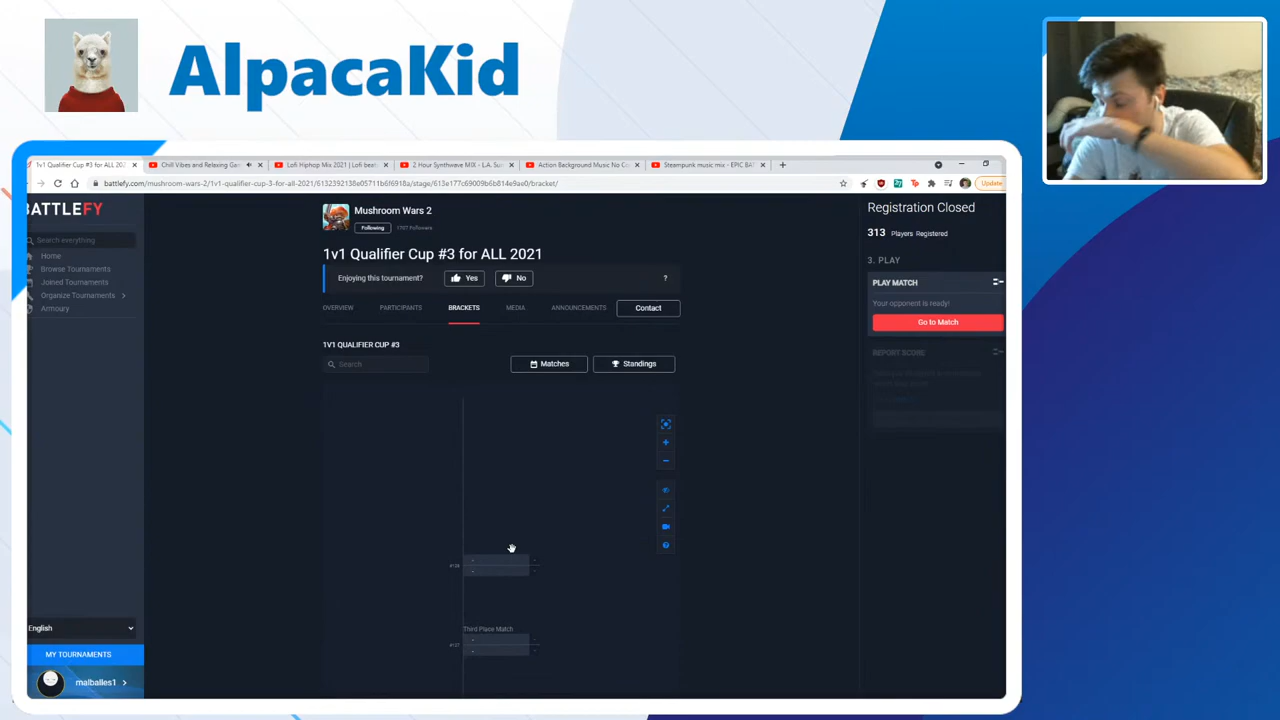 AlpacaKid
1v1 Qualifier Cup #3 for ALL 202
Chill Vibes and Relaxing Ga
Lofi Hiphop Mix 2021 | Lofi beat
2 Hour Synthwave MIX - L.A. Su
Action Background Music No Co
Steampunk music mix - EPIC BA
battlefy.com/mushroom-wars-2/1v1-qualifier-cup-3-for-all-2021/6132392138e05711b6f6918a/stage/613e177c69009b6b814e9ae0/bracket/
Update
BATTLEFY
Search everything
Home
Browse Tournaments
Joined Tournaments
Organize Tournaments
Armoury
English
MY TOURNAMENTS
malballes1
Mushroom Wars 2
Following
1v1 Qualifier Cup #3 for ALL 2021
Enjoying this tournament?
Yes
No
?
OVERVIEW
PARTICIPANTS
BRACKETS
MEDIA
ANNOUNCEMENTS
Contact
1V1 QUALIFIER CUP #3
Search
Matches
Standings
Third Place Match
#127
Registration Closed
313 Players Registered
3. PLAY
PLAY MATCH
Your opponent is ready!
Go to Match
REPORT SCORE